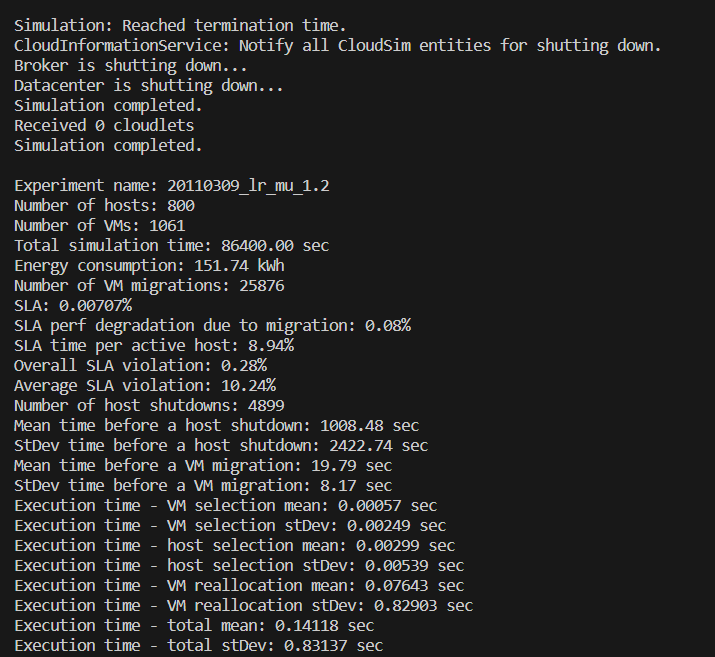 Simulation: Reached termination time.
CloudInformationService: Notify all CloudSim entities for shutting down.
Broker is shutting down...
Datacenter is shutting down...
Simulation completed.
Received 0 cloudlets
Simulation completed.
Experiment name: 20110309_lr_mu_1.2
Number of hosts: 800
Number of VMs: 1061
Total simulation time: 86400.00 sec
Energy consumption: 151.74 kWh
Number of VM migrations: 25876
SLA: 0.00707%
SLA perf degradation due to migration: 0.08%
SLA time per active host: 8.94%
Overall SLA violation: 0.28%
Average SLA violation: 10.24%
Number of host shutdowns: 4899
Mean time before a host shutdown: 1008.48 sec
StDev time before a host shutdown: 2422.74 sec
Mean time before a VM migration: 19.79 sec
StDev time before a VM migration: 8.17 sec
Execution time - VM selection mean: 0.00057 sec
Execution time - VM selection stDev: 0.00249 sec
Execution time - host selection mean: 0.00299 sec
Execution time - host selection stDev: 0.00539 sec
Execution time - VM reallocation mean: 0.07643 sec
Execution time - VM reallocation stDev: 0.82903 sec
Execution time - total mean: 0.14118 sec
Execution time - total stDev: 0.83137 sec